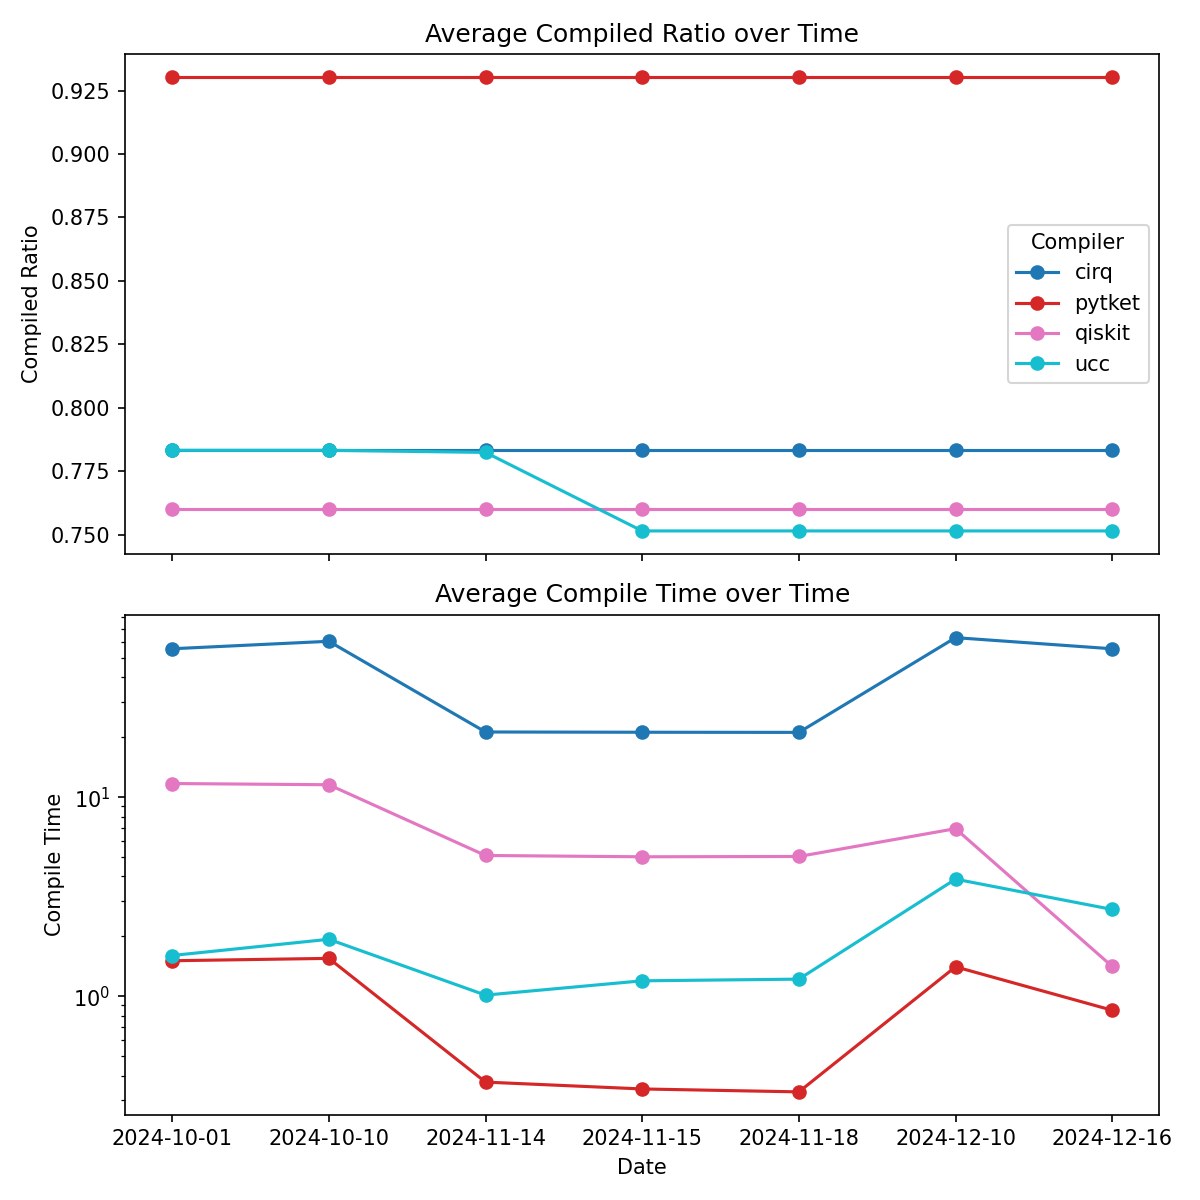 Average Compiled Ratio over Time
0.925
0.900
0.875
0.850
0.825
0.800
0.775
0.750
Compiled Ratio
Compiler
cirq
pytket
qiskit
ucc
Average Compile Time over Time
10¹
10⁰
Compile Time
2024-10-01
2024-10-10
2024-11-14
2024-11-15
2024-11-18
2024-12-10
2024-12-16
Date